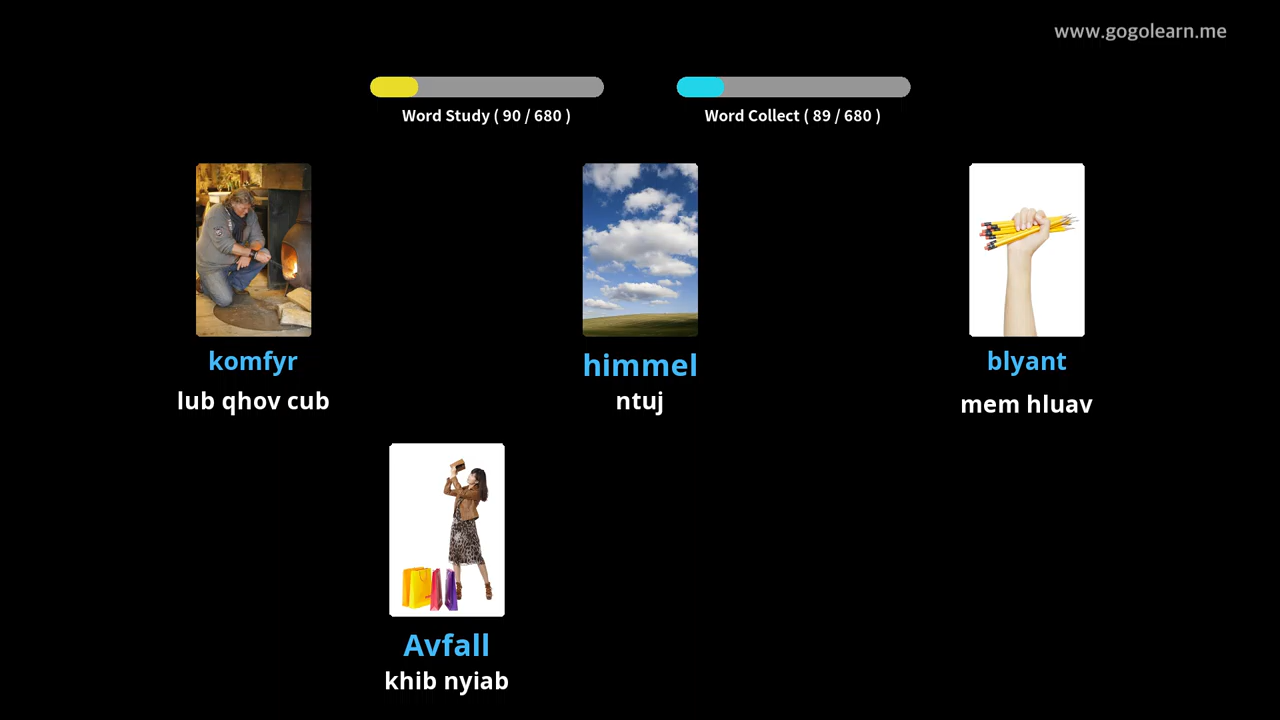 www.gogolearn.me
Word Study ( 90 / 680 )
Word Collect ( 89 / 680 )
komfyr
lub qhov cub
himmel
ntuj
blyant
mem hluav
Avfall
khib nyiab